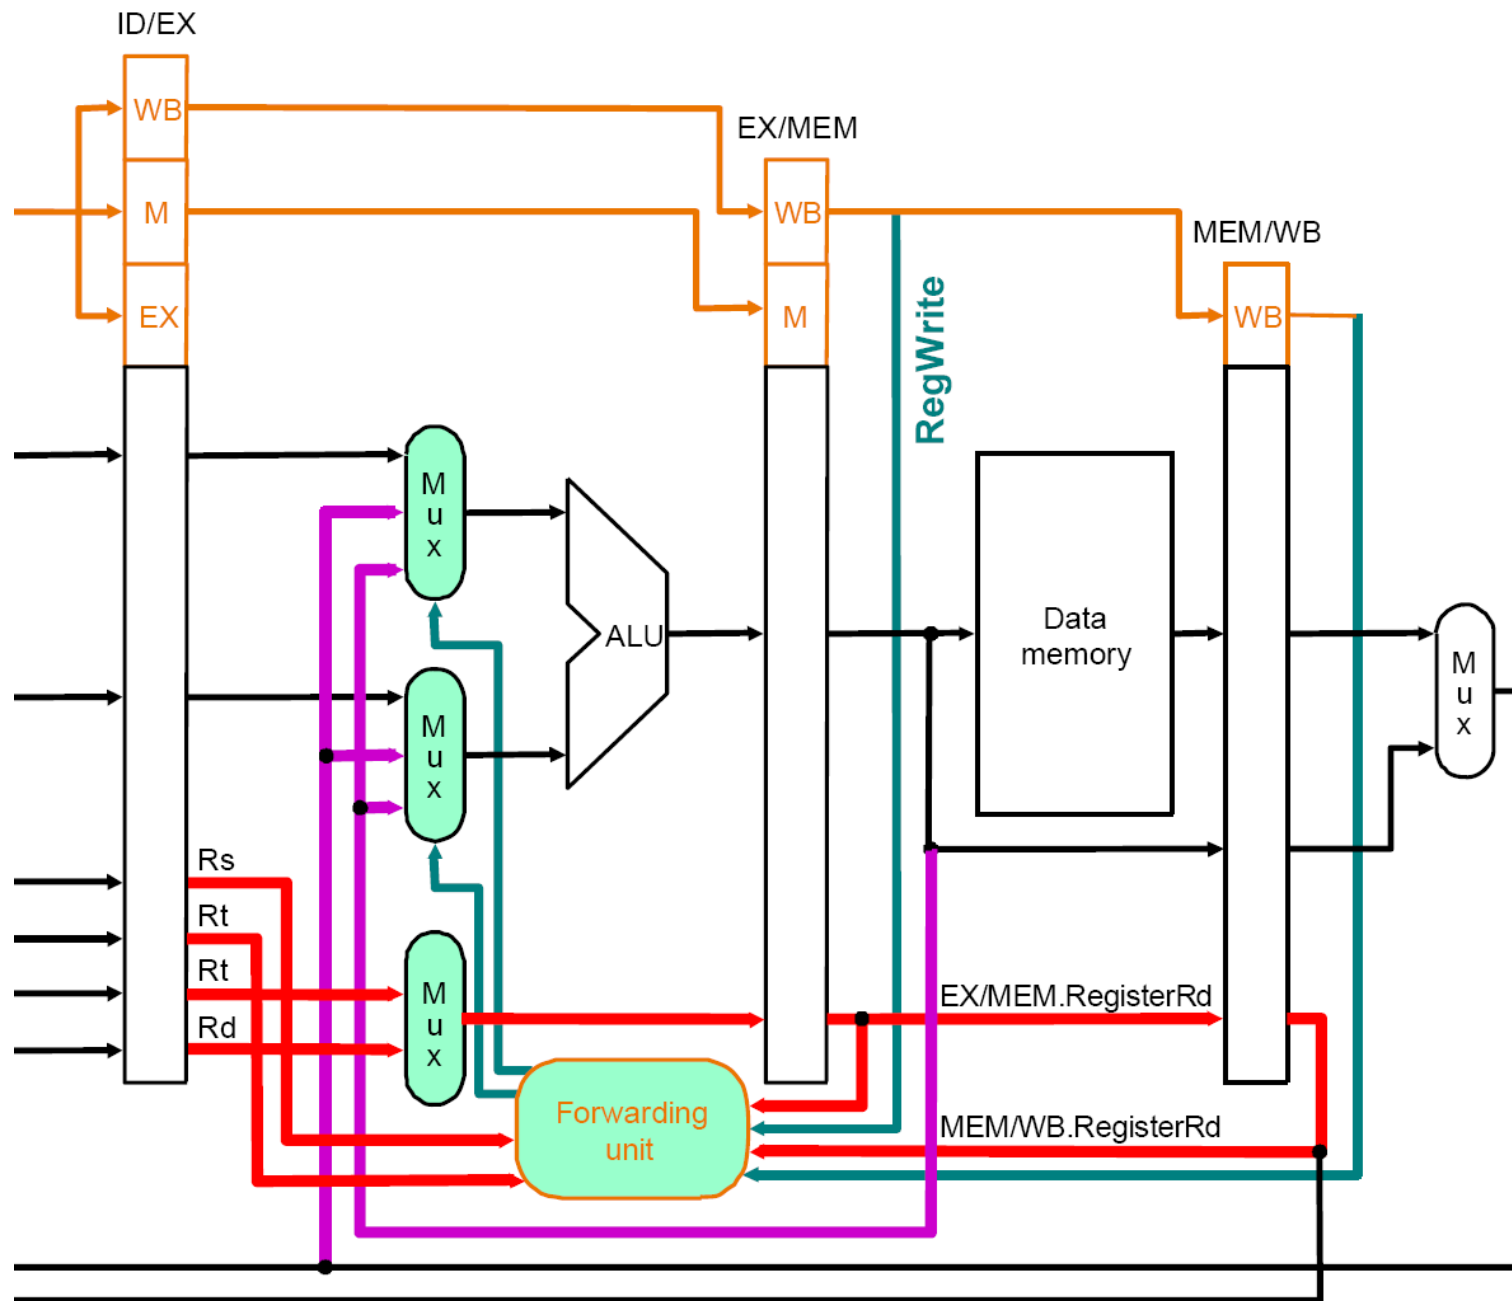 ID/EX
WB
EX/MEM
M
WB
MEM/WB
EX
M
WB
RegWrite
M
u
x
ALU
Data
memory
M
u
x
M
u
x
Rs
Rt
Rt
Rd
M
u
x
EX/MEM.RegisterRd
Forwarding
unit
MEM/WB.RegisterRd